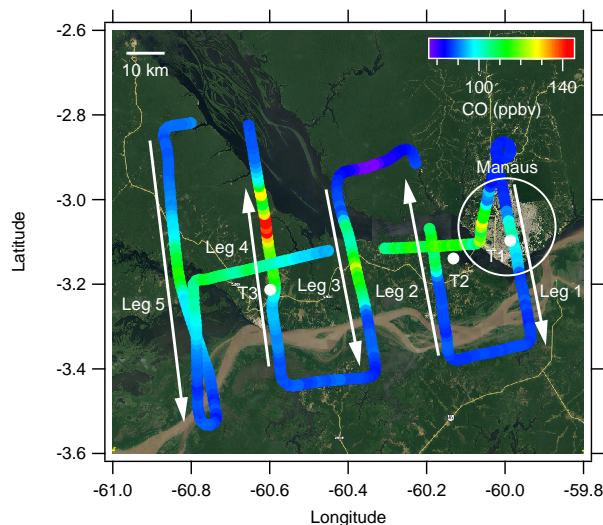 -2.6
-2.8
-3.0
-3.2
-3.4
-3.6
Latitude
10 km
100
140
CO (ppbv)
Manaus
T1
T2
T3
Leg 1
Leg 2
Leg 3
Leg 4
Leg 5
-61.0
-60.8
-60.6
-60.4
-60.2
-60.0
-59.8
Longitude